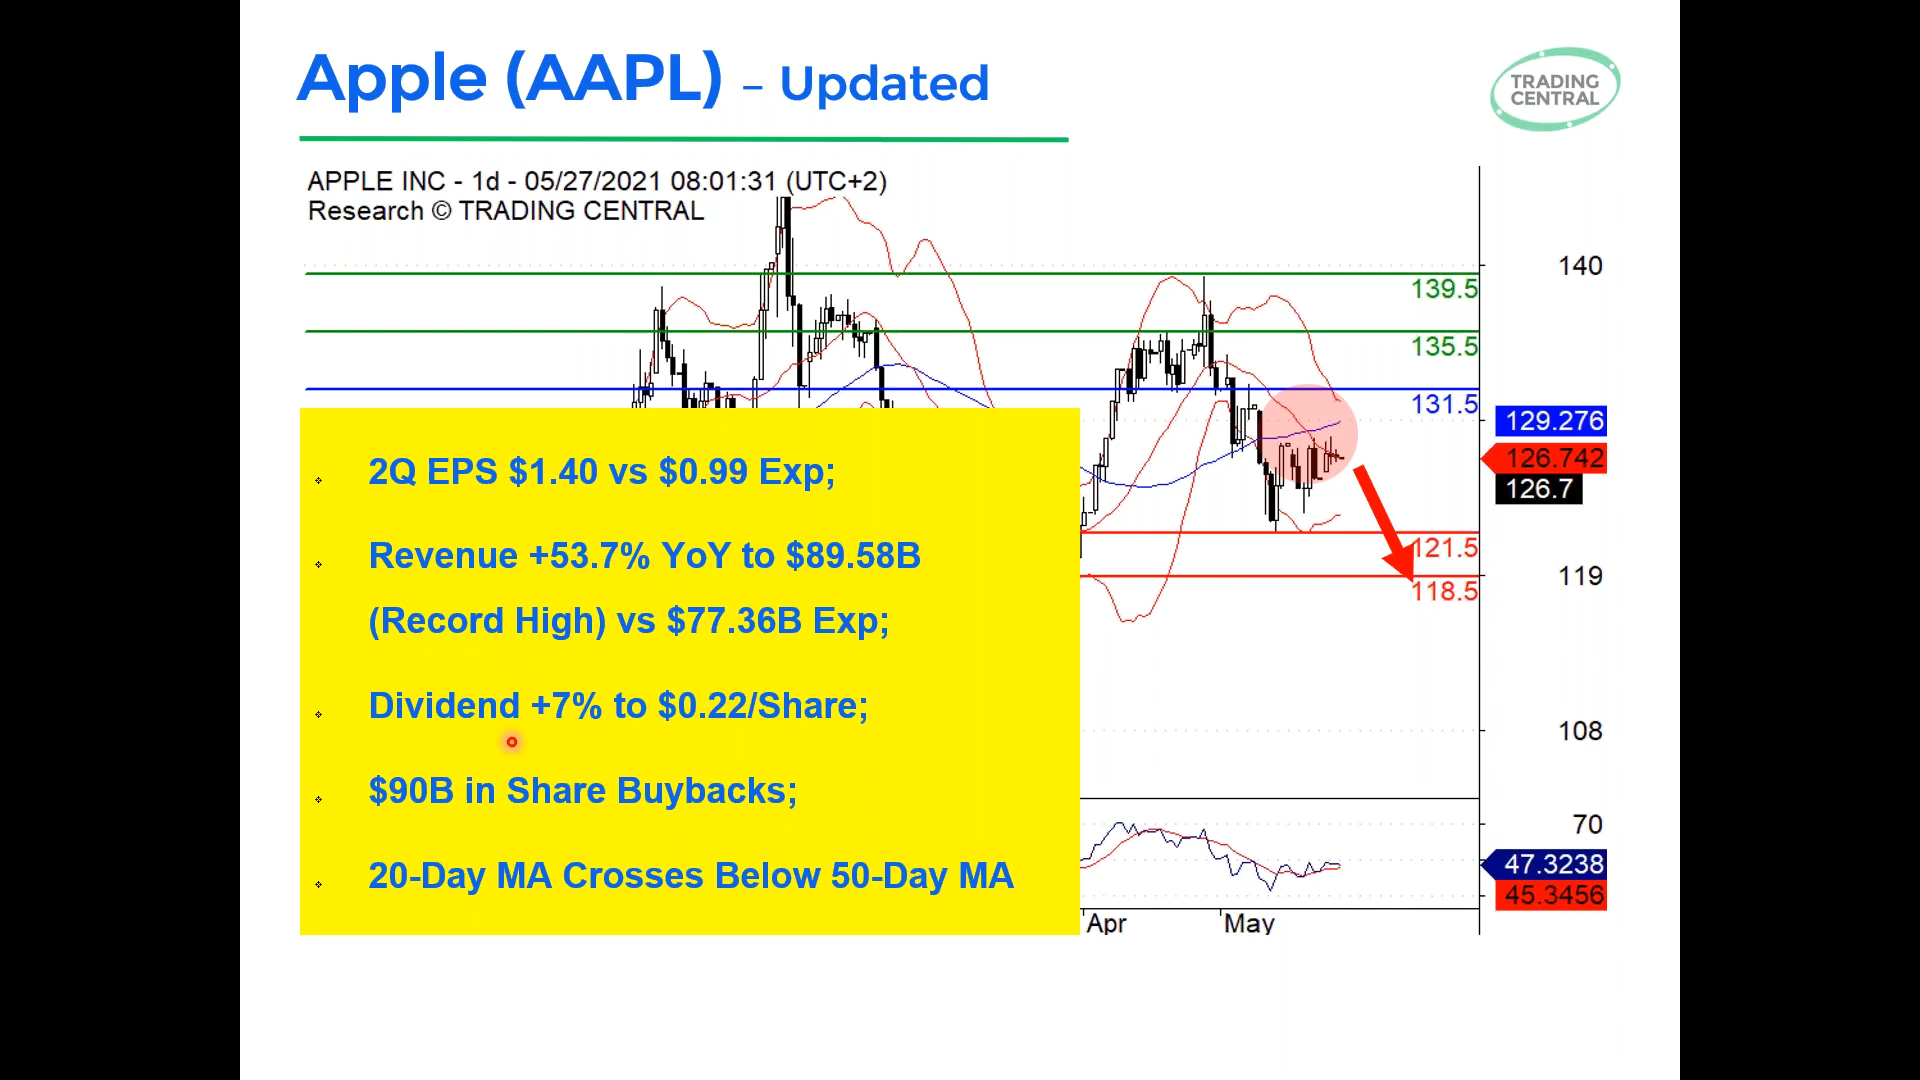 Apple (AAPL) – Updated
TRADING
CENTRAL
APPLE INC - 1d - 05/27/2021 08:01:31 (UTC+2)
Research © TRADING CENTRAL
140
139.5
135.5
131.5
129.276
126.742
126.7
121.5
119
118.5
108
70
47.3238
45.3456
Apr
May
2Q EPS $1.40 vs $0.99 Exp;
Revenue +53.7% YoY to $89.58B
(Record High) vs $77.36B Exp;
Dividend +7% to $0.22/Share;
$90B in Share Buybacks;
20-Day MA Crosses Below 50-Day MA